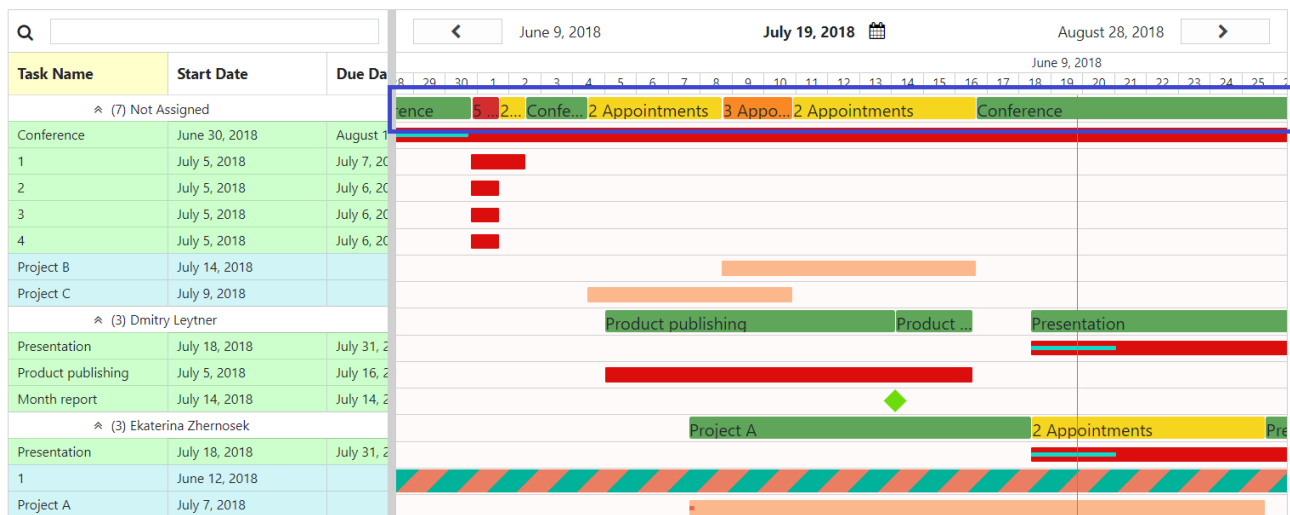 June 9, 2018 July 19, 2018 August 28, 2018
June 9, 2018
Task Name Start Date Due Da
28 29 30 1 2 3 4 5 6 7 8 9 10 11 12 13 14 15 16 17 18 19 20 21 22 23 24 25
(7) Not Assigned rence 5 ... 2... Confe... 2 Appointments 3 Appo... 2 Appointments Conference
Conference June 30, 2018 August 1
1 July 5, 2018 July 7, 20
2 July 5, 2018 July 6, 20
3 July 5, 2018 July 6, 20
4 July 5, 2018 July 6, 20
Project B July 14, 2018
Project C July 9, 2018
(3) Dmitry Leytner Product publishing Product ... Presentation
Presentation July 18, 2018 July 31, 2
Product publishing July 5, 2018 July 16, 2
Month report July 14, 2018 July 14, 2
(3) Ekaterina Zhernosek Project A 2 Appointments Pre
Presentation July 18, 2018 July 31, 2
1 June 12, 2018
Project A July 7, 2018